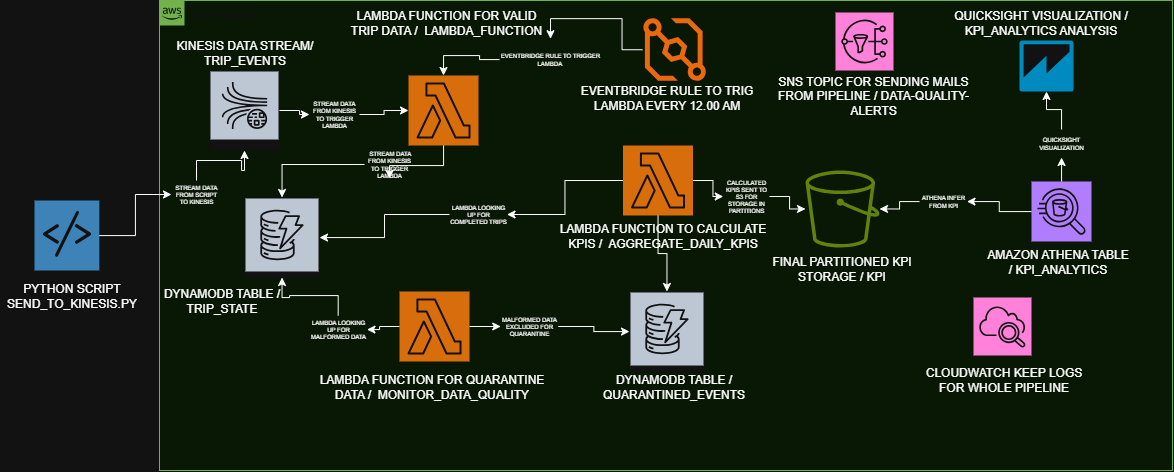 aws
LAMBDA FUNCTION FOR VALID
TRIP DATA / LAMBDA_FUNCTION
QUICKSIGHT VISUALIZATION /
KPI_ANALYTICS ANALYSIS
KINESIS DATA STREAM/
TRIP_EVENTS
EVENTBRIDGE RULE TO TRIGGER
LAMBDA
EVENTBRIDGE RULE TO TRIG
LAMBDA EVERY 12.00 AM
SNS TOPIC FOR SENDING MAILS
FROM PIPELINE / DATA-QUALITY-
ALERTS
STREAM DATA
FROM KINESIS
TO TRIGGER
LAMBDA
QUICKSIGHT
VISUALIZATION
STREAM DATA
FROM KINESIS
TO TRIGGER
LAMBDA
STREAM DATA
FROM SCRIPT
TO KINESIS
CALCULATED
KPIS SENT TO
S3 FOR
STORAGE IN
PARTITIONS
ATHENA INFER
FROM KPI
LAMBDA LOOKING
UP FOR
COMPLETED TRIPS
LAMBDA FUNCTION TO CALCULATE
KPIS / AGGREGATE_DAILY_KPIS
FINAL PARTITIONED KPI
STORAGE / KPI
AMAZON ATHENA TABLE
/ KPI_ANALYTICS
PYTHON SCRIPT
SEND_TO_KINESIS.PY
DYNAMODB TABLE /
TRIP_STATE
LAMBDA LOOKING
UP FOR
MALFORMED DATA
MALFORMED DATA
EXCLUDED FOR
QUARANTINE
LAMBDA FUNCTION FOR QUARANTINE
DATA / MONITOR_DATA_QUALITY
DYNAMODB TABLE /
QUARANTINED_EVENTS
CLOUDWATCH KEEP LOGS
FOR WHOLE PIPELINE